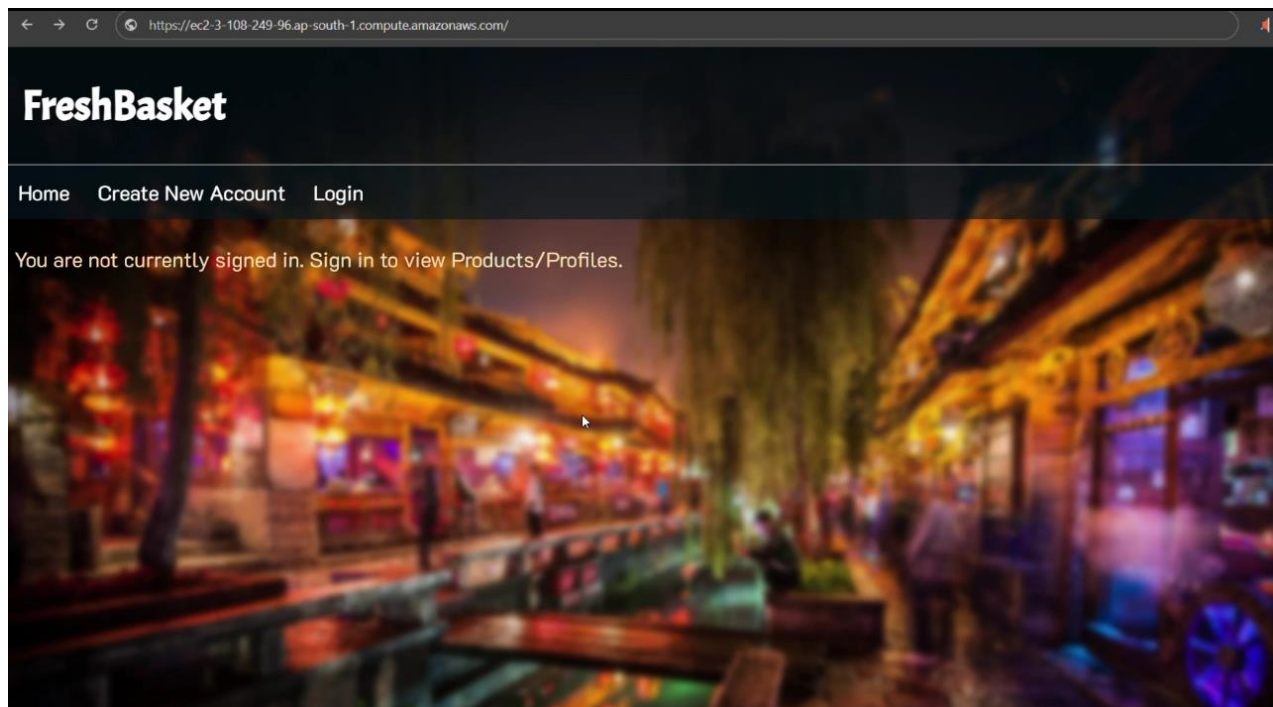 https://ec2-3-108-249-96.ap-south-1.compute.amazonaws.com/
FreshBasket
Home Create New Account Login
You are not currently signed in. Sign in to view Products/Profiles.